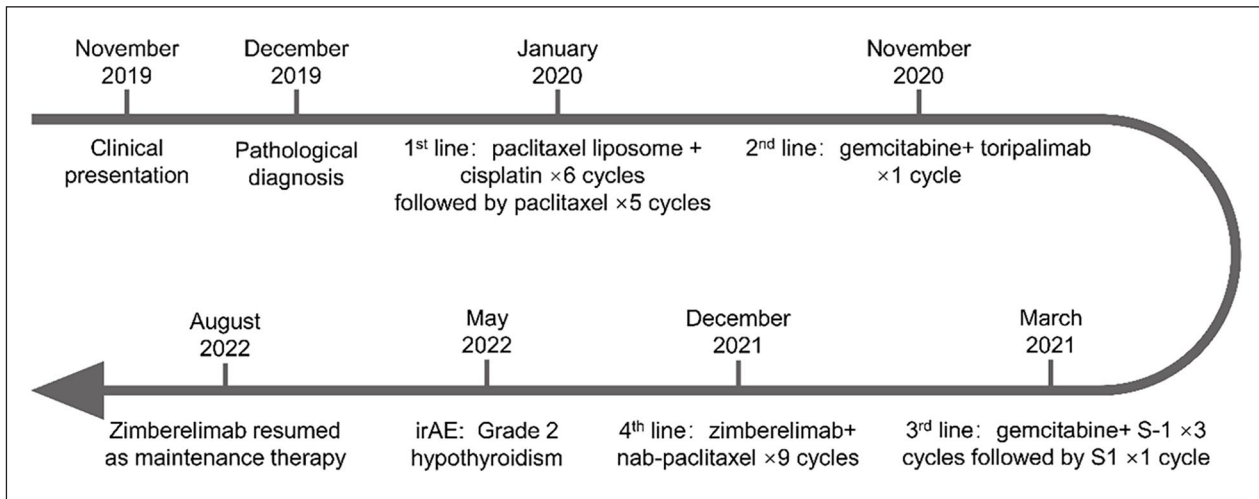 November
2019
Clinical
presentation
December
2019
Pathological
diagnosis
January
2020
1st line: paclitaxel liposome +
cisplatin ×6 cycles
followed by paclitaxel ×5 cycles
November
2020
2nd line: gemcitabine+ toripalimab
×1 cycle
March
2021
3rd line: gemcitabine+ S-1 ×3
cycles followed by S1 ×1 cycle
December
2021
4th line: zimberelimab+
nab-paclitaxel ×9 cycles
May
2022
irAE: Grade 2
hypothyroidism
August
2022
Zimberelimab resumed
as maintenance therapy